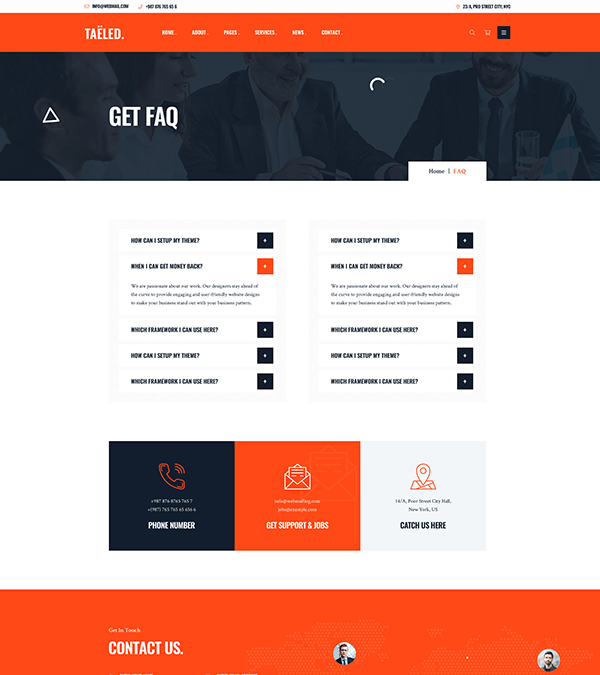 INFO@WEBMAIL.COM
+987 876 765 65 6
23/A, PRO STREET CITY, NYC
TAËLED.
HOME .
ABOUT .
PAGES .
SERVICES .
NEWS .
CONTACT .
GET FAQ
Home | FAQ
HOW CAN I SETUP MY THEME?
WHEN I CAN GET MONEY BACK?
We are passionate about our work. Our designers stay ahead of
the curve to provide engaging and user-friendly website designs
to make your business stand out with your business pattern.
WHICH FRAMEWORK I CAN USE HERE?
HOW CAN I SETUP MY THEME?
WHICH FRAMEWORK I CAN USE HERE?
HOW CAN I SETUP MY THEME?
WHEN I CAN GET MONEY BACK?
We are passionate about our work. Our designers stay ahead of
the curve to provide engaging and user-friendly website designs
to make your business stand out with your business pattern.
WHICH FRAMEWORK I CAN USE HERE?
HOW CAN I SETUP MY THEME?
WHICH FRAMEWORK I CAN USE HERE?
+987 876 8765 765 7
+(987) 765 765 65 656 6
PHONE NUMBER
info@webmailing.com
jobs@example.com
GET SUPPORT & JOBS
14/A, Poor Street City Hall,
New York, US
CATCH US HERE
Get In Touch
CONTACT US.